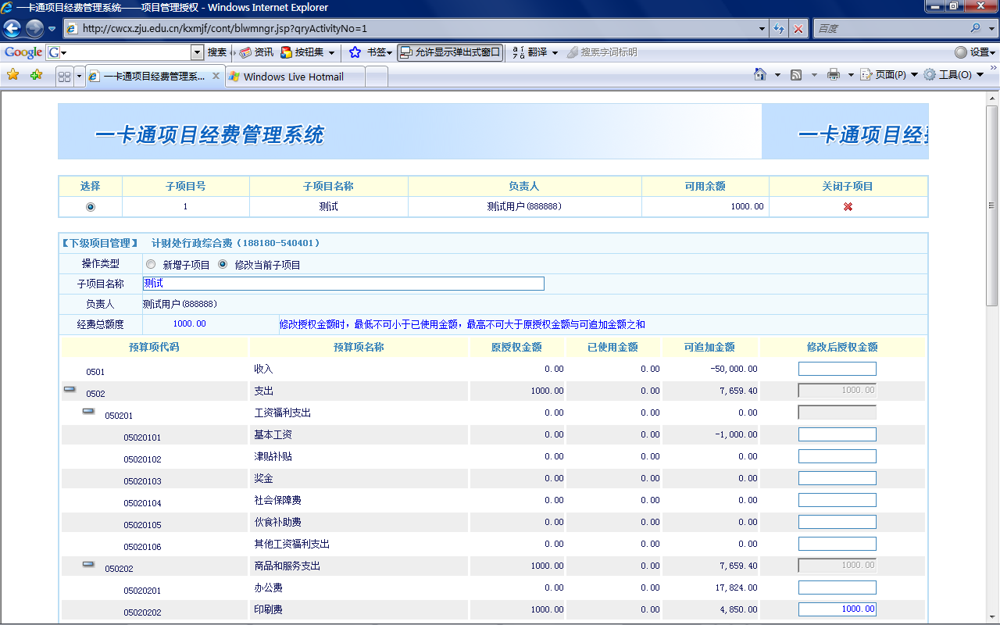 一卡通项目经费管理系统——项目管理授权 - Windows Internet Explorer
http://cwcx.zju.edu.cn/kxmjf/cont/blwmngr.jsp?qryActivityNo=1
百度
Google G 搜索 资讯 按钮集 书签 允许显示弹出式窗口 翻译 搜索字词标明 设置
一卡通项目经费管理系... Windows Live Hotmail 页面(P) 工具(O)
一卡通项目经费管理系统 一卡通项目经
选择 子项目号 子项目名称 负责人 可用余额 关闭子项目
1 测试 测试用户(888888) 1000.00
【下级项目管理】 计财处行政综合费（188180-540401）
操作类型 新增子项目 修改当前子项目
子项目名称 测试
负责人 测试用户(888888)
经费总额度 1000.00 修改授权金额时，最低不可小于已使用金额，最高不可大于原授权金额与可追加金额之和
预算项代码 预算项名称 原授权金额 已使用金额 可追加金额 修改后授权金额
0501 收入 0.00 0.00 -50,000.00
0502 支出 1000.00 0.00 7,659.40 1000.00
050201 工资福利支出 0.00 0.00 0.00
05020101 基本工资 0.00 0.00 -1,000.00
05020102 津贴补贴 0.00 0.00 0.00
05020103 奖金 0.00 0.00 0.00
05020104 社会保障费 0.00 0.00 0.00
05020105 伙食补助费 0.00 0.00 0.00
05020106 其他工资福利支出 0.00 0.00 0.00
050202 商品和服务支出 1000.00 0.00 7,659.40 1000.00
05020201 办公费 0.00 0.00 17,824.00
05020202 印刷费 1000.00 0.00 4,850.00 1000.00